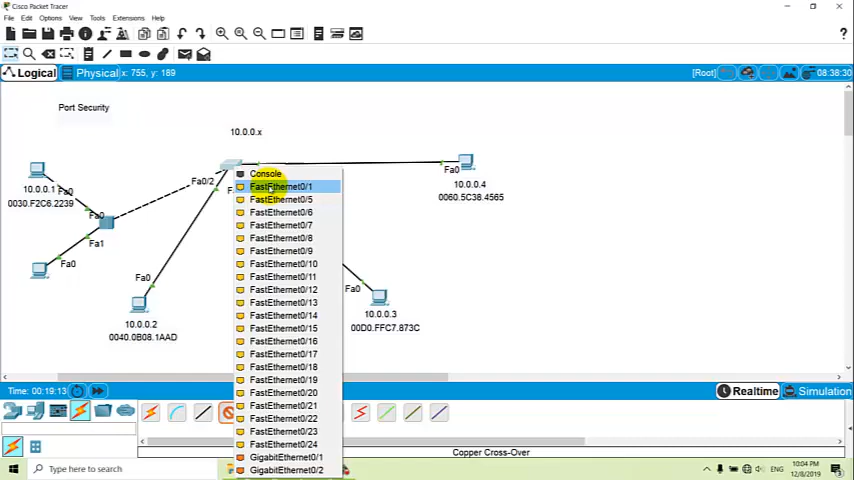 Cisco Packet Tracer
File Edit Options View Tools Extensions Help
Logical Physical x: 755, y: 189 [Root] 08:38:30
Port Security
10.0.0.x
Console
FastEthernet0/1
FastEthernet0/5
FastEthernet0/6
FastEthernet0/7
FastEthernet0/8
FastEthernet0/9
FastEthernet0/10
FastEthernet0/11
FastEthernet0/12
FastEthernet0/13
FastEthernet0/14
FastEthernet0/15
FastEthernet0/16
FastEthernet0/17
FastEthernet0/18
FastEthernet0/19
FastEthernet0/20
FastEthernet0/21
FastEthernet0/22
FastEthernet0/23
FastEthernet0/24
GigabitEthernet0/1
GigabitEthernet0/2
10.0.0.1
Fa0
0030.F2C6.2239
Fa0
Fa1
Fa0
Fa0/2
Fa0
10.0.0.2
0040.0B08.1AAD
Fa0
10.0.0.4
0060.5C38.4565
Fa0
10.0.0.3
00D0.FFC7.873C
Time: 00:19:13 Realtime Simulation
Copper Cross-Over
Type here to search
10:04 PM
12/8/2019